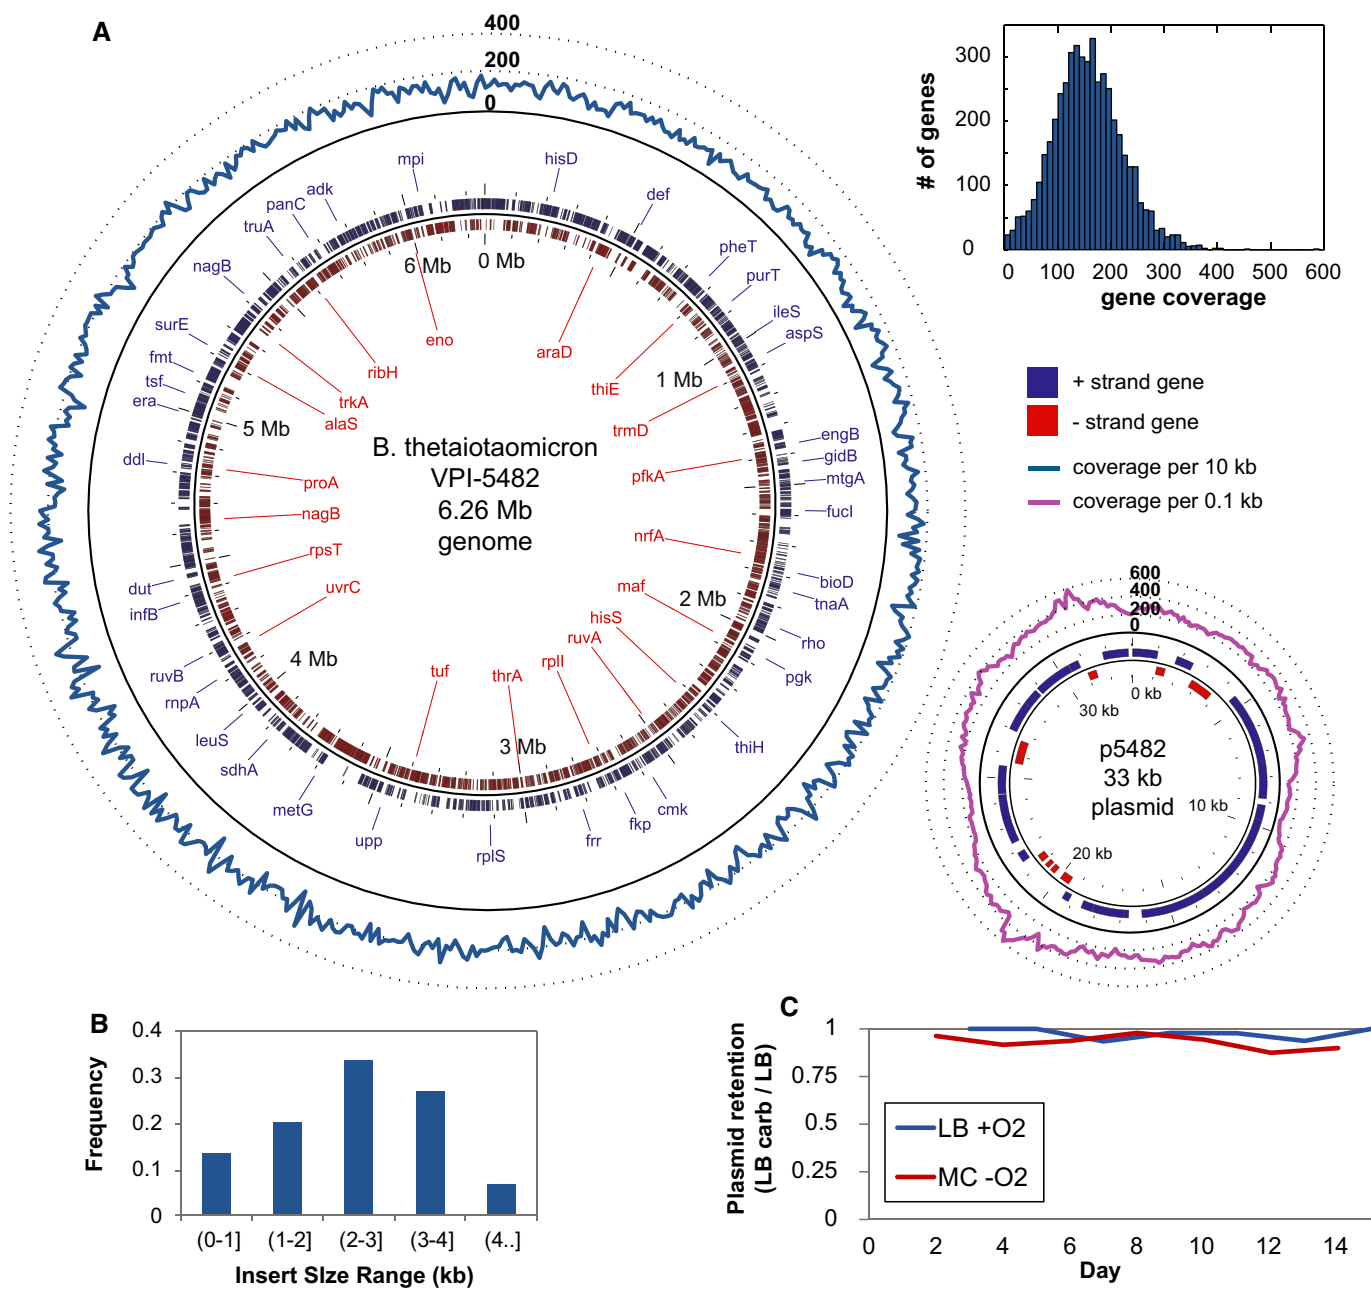 A
400
200
0
mpi
hisD
adk
panC
truA
def
nagB
pheT
purT
6 Mb
0 Mb
surE
fmt
tsf
era
ileS
aspS
eno
araD
ribH
thiE
1 Mb
trkA
alaS
trmD
5 Mb
B. thetaiotaomicron
VPI-5482
6.26 Mb
genome
engB
gidB
mtgA
fucI
ddl
proA
pfkA
nagB
nrfA
rpsT
dut
infB
uvrC
maf
2 Mb
bioD
tnaA
hisS
ruvA
rho
4 Mb
rplI
ruvB
rnpA
tuf
thrA
pgk
leuS
sdhA
3 Mb
thiH
metG
upp
rplS
frr
fkp
cmk
# of genes
300
200
100
0
0 100 200 300 400 500 600
gene coverage
+ strand gene
- strand gene
coverage per 10 kb
coverage per 0.1 kb
600
400
200
0
0 kb
30 kb
p5482
33 kb
plasmid
10 kb
20 kb
B
Frequency
0.4
0.3
0.2
0.1
0
(0-1] (1-2] (2-3] (3-4] (4..]
Insert SIze Range (kb)
C
Plasmid retention
(LB carb / LB)
1
0.75
0.5
0.25
0
LB +O2
MC -O2
0 2 4 6 8 10 12 14
Day